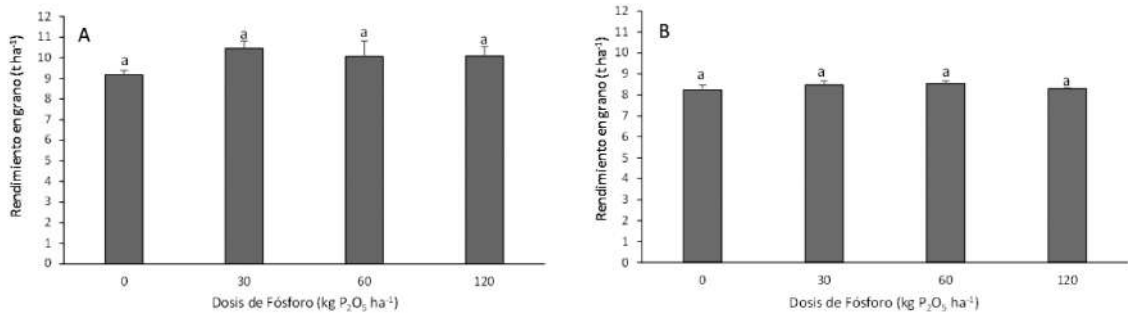 A
Rendimiento en grano (t ha⁻¹)
12
11
10
9
8
7
6
5
4
3
2
1
0
a
a
a
a
0
30
60
120
Dosis de Fósforo (kg P₂O₅ ha⁻¹)
B
Rendimiento en grano (t ha⁻¹)
12
11
10
9
8
7
6
5
4
3
2
1
0
a
a
a
a
0
30
60
120
Dosis de Fósforo (kg P₂O₅ ha⁻¹)